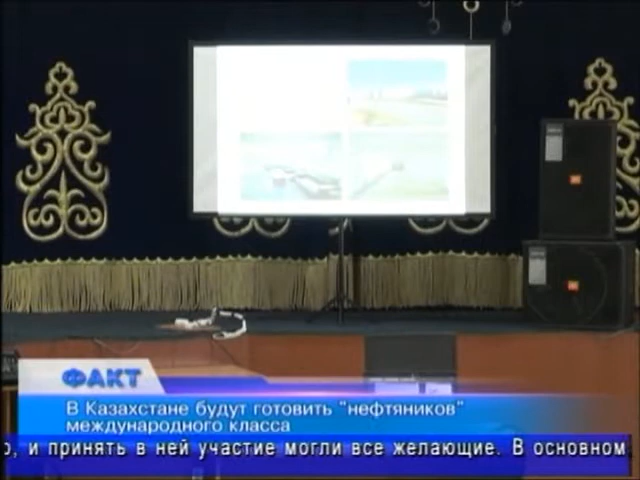 ФАКТ
В Казахстане будут готовить "нефтяников"
международного класса
и принять в ней участие могли все желающие. В основном